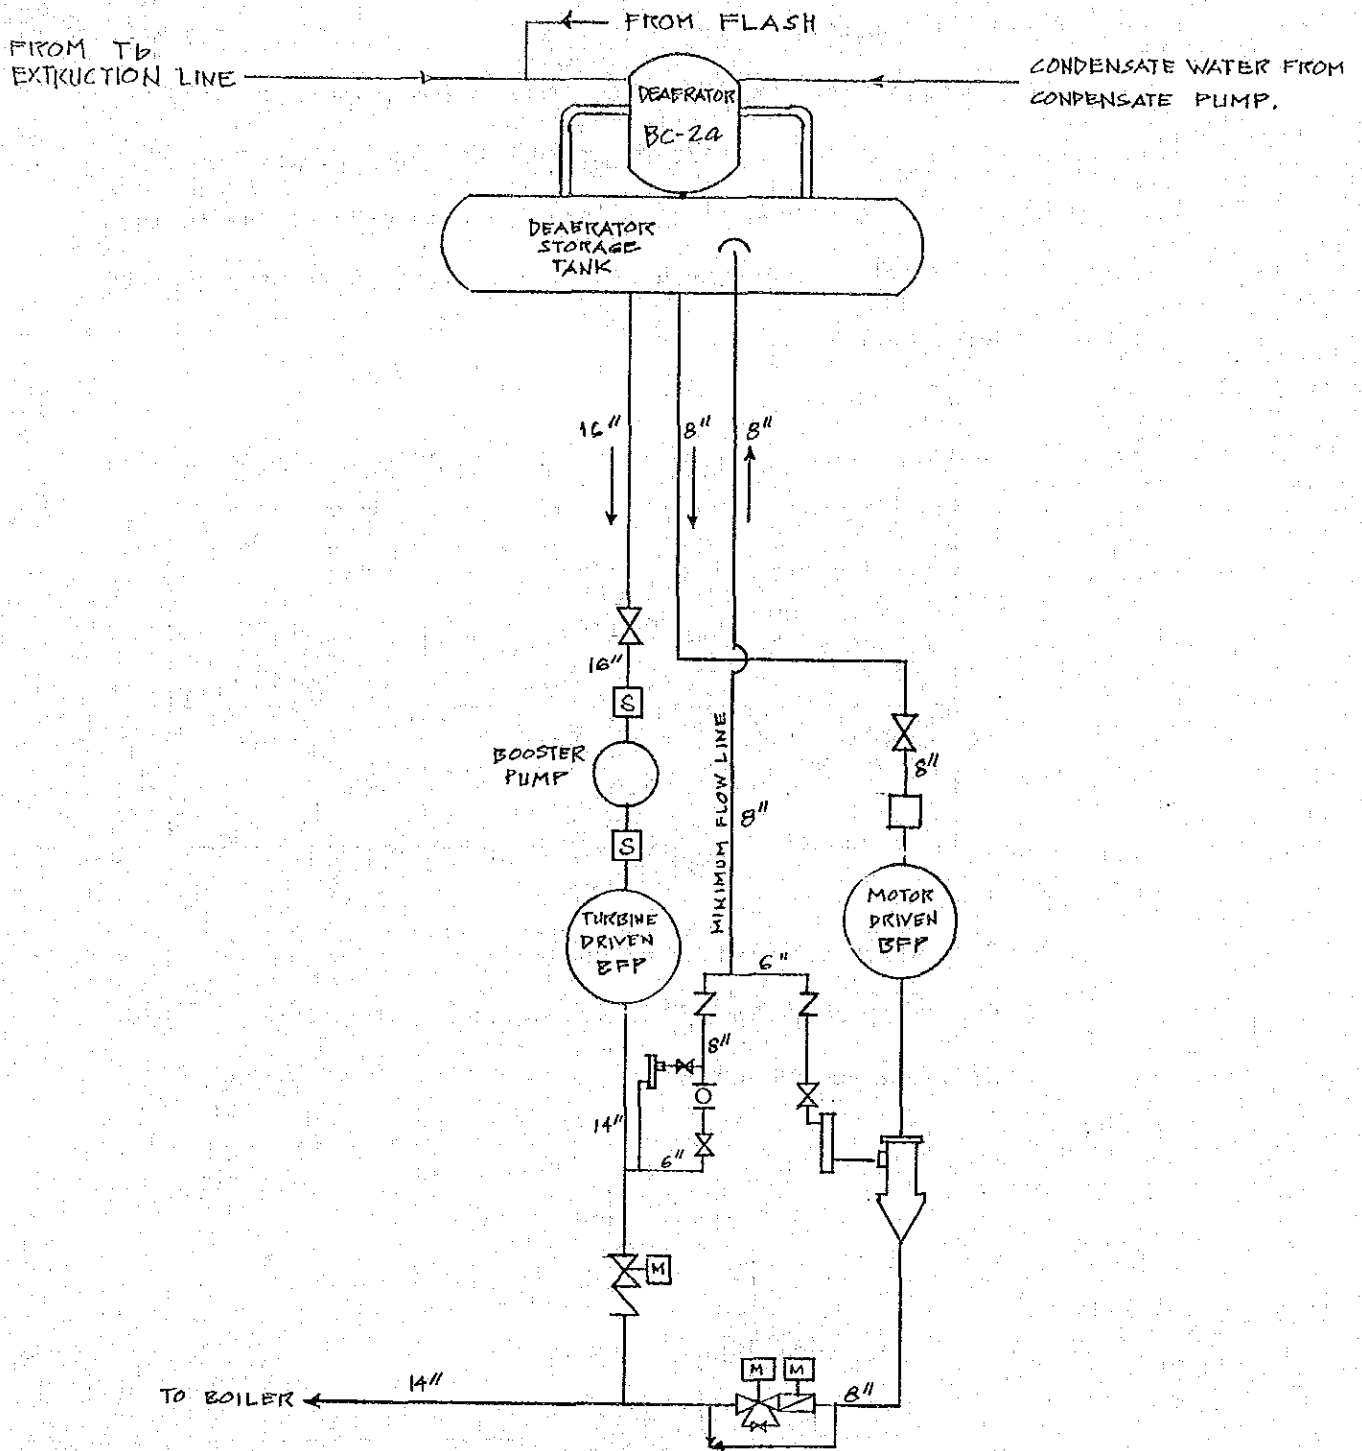 FROM FLASH
FROM Tb
EXTRUCTION LINE
CONDENSATE WATER FROM
CONDENSATE PUMP.
DEAERATOR
BC-2a
DEAERATOR
STORAGE
TANK
16"
8"
8"
16"
S
BOOSTER
PUMP
S
TURBINE
DRIVEN
BFP
MINIMUM FLOW LINE
8"
8"
MOTOR
DRIVEN
BFP
6"
8"
14"
6"
M
M
M
TO BOILER
14"
8"